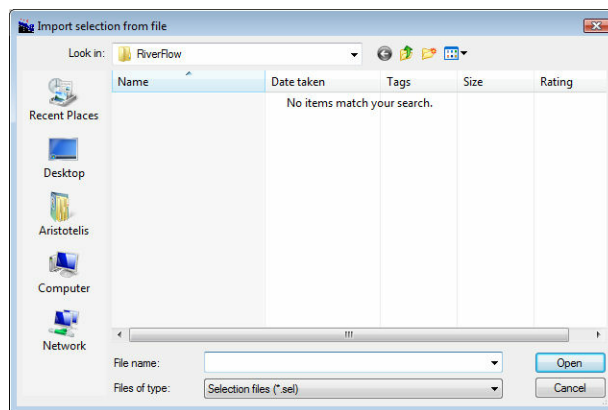 Import selection from file
Look in: RiverFlow
Name Date taken Tags Size Rating
No items match your search.
Recent Places
Desktop
Aristotelis
Computer
Network
File name: Open
Files of type: Selection files (*.sel) Cancel